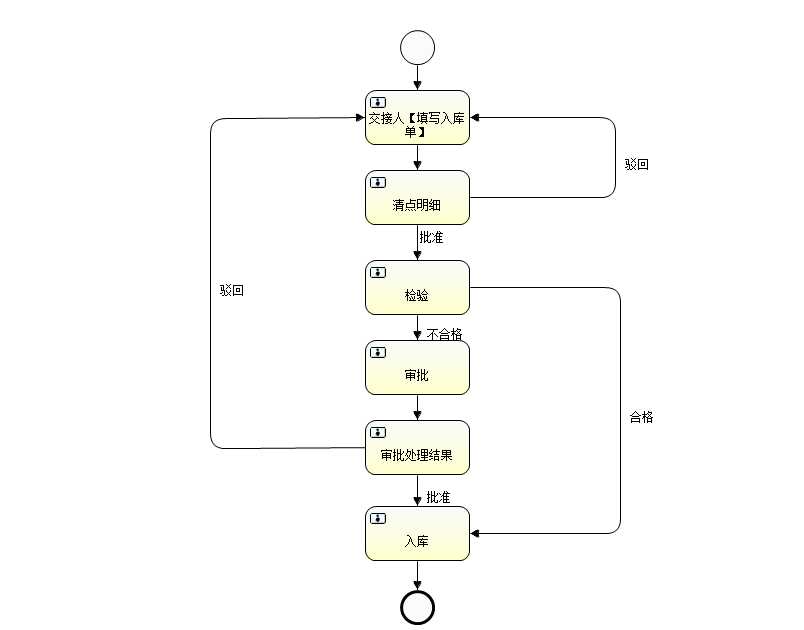 交接人【填写入库
单】
驳回
清点明细
批准
驳回
检验
不合格
审批
合格
审批处理结果
批准
入库